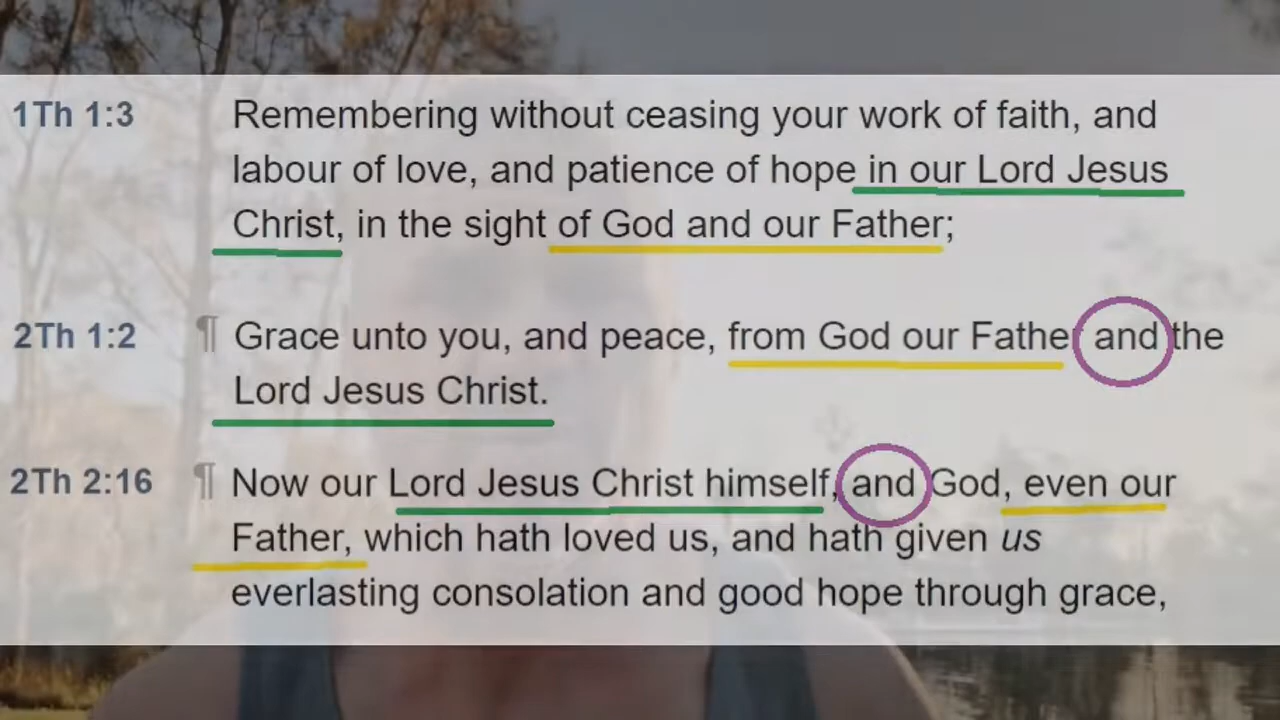 1Th 1:3 Remembering without ceasing your work of faith, and
labour of love, and patience of hope in our Lord Jesus
Christ, in the sight of God and our Father;
2Th 1:2 ¶ Grace unto you, and peace, from God our Father and the
Lord Jesus Christ.
2Th 2:16 ¶ Now our Lord Jesus Christ himself, and God, even our
Father, which hath loved us, and hath given us
everlasting consolation and good hope through grace,